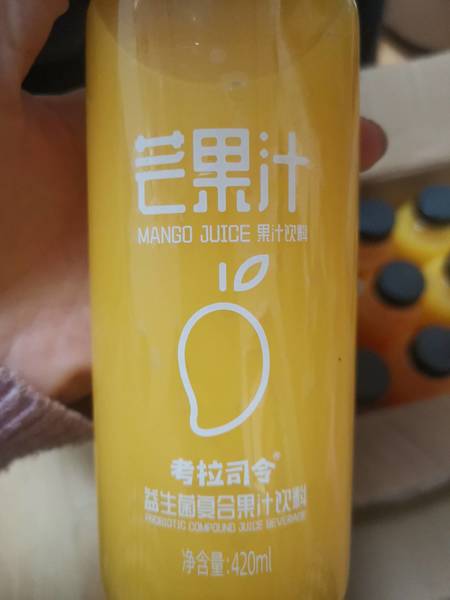 芒果汁
MANGO JUICE 果汁饮料
考拉司令®
益生菌复合果汁饮料
PROBIOTIC COMPOUND JUICE BEVERAGE
净含量:420ml